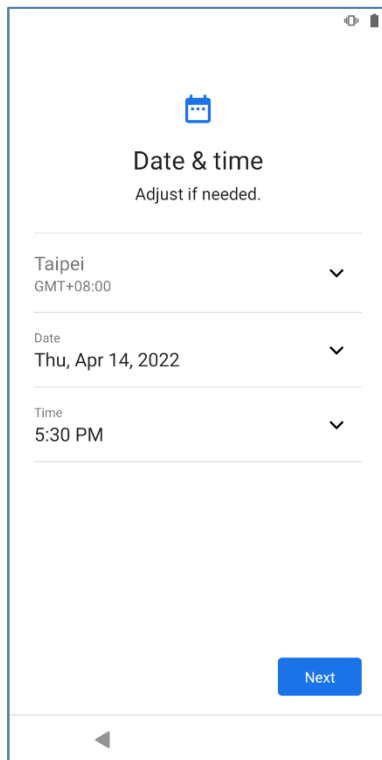 Date & time
Adjust if needed.
Taipei
GMT+08:00
Date
Thu, Apr 14, 2022
Time
5:30 PM
Next